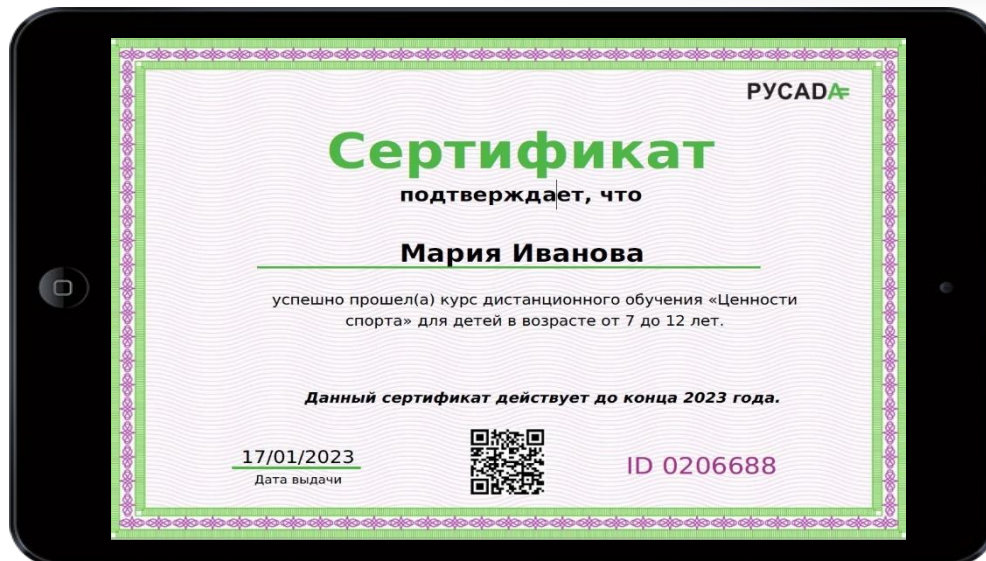 РУСАDA
Сертификат
подтверждает, что
Мария Иванова
успешно прошел(а) курс дистанционного обучения «Ценности
спорта» для детей в возрасте от 7 до 12 лет.
Данный сертификат действует до конца 2023 года.
17/01/2023
Дата выдачи
ID 0206688